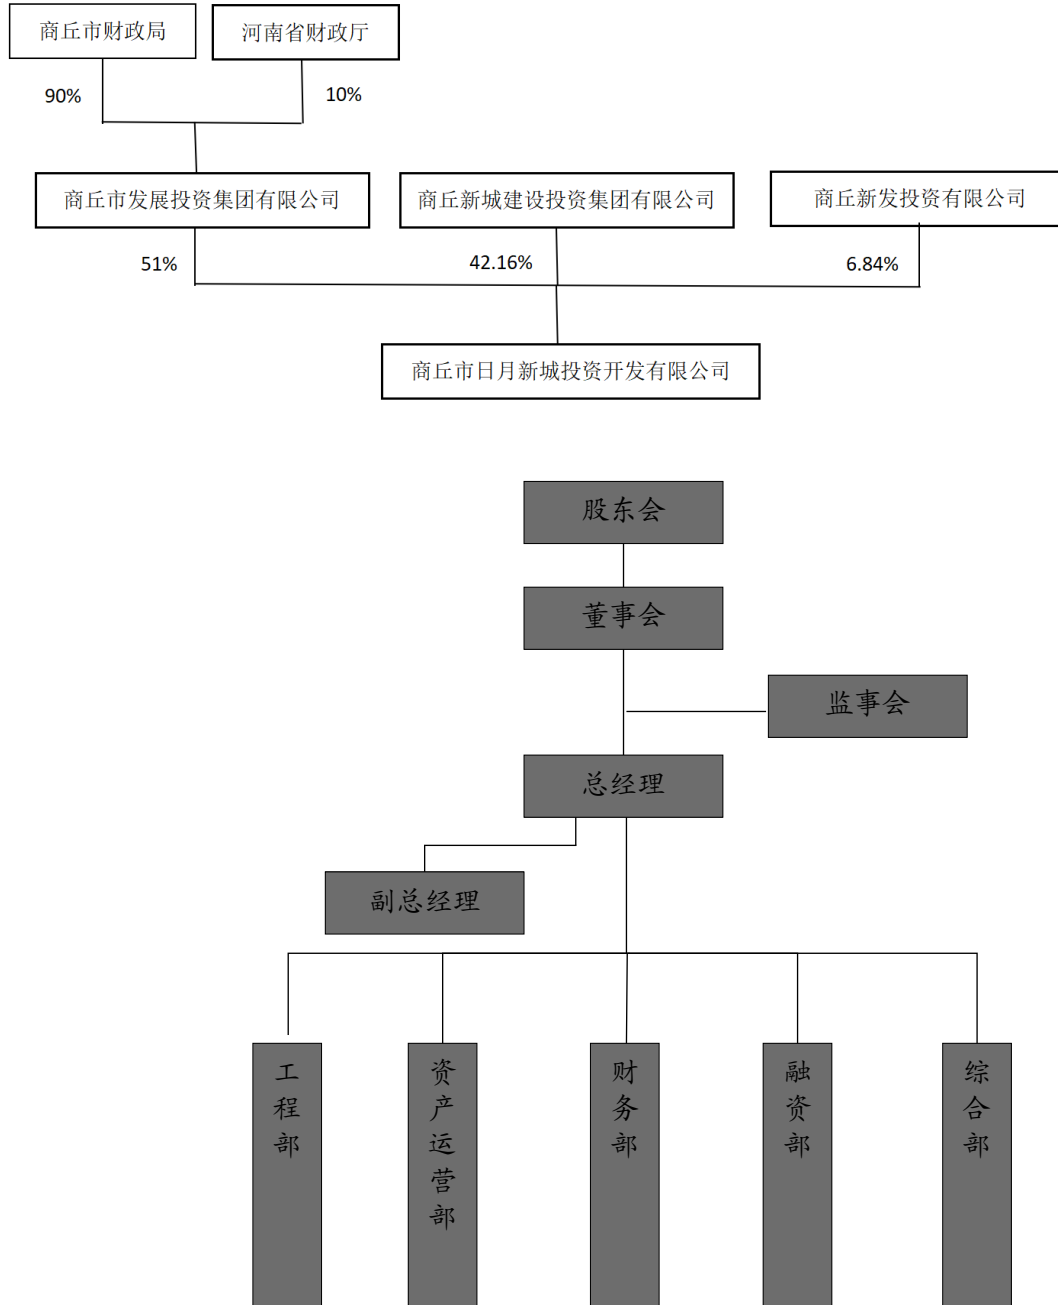 商丘市财政局
河南省财政厅
90%
10%
商丘市发展投资集团有限公司
商丘新城建设投资集团有限公司
商丘新发投资有限公司
51%
42.16%
6.84%
商丘市日月新城投资开发有限公司
股东会
董事会
监事会
总经理
副总经理
工程部
资产运营部
财务部
融资部
综合部